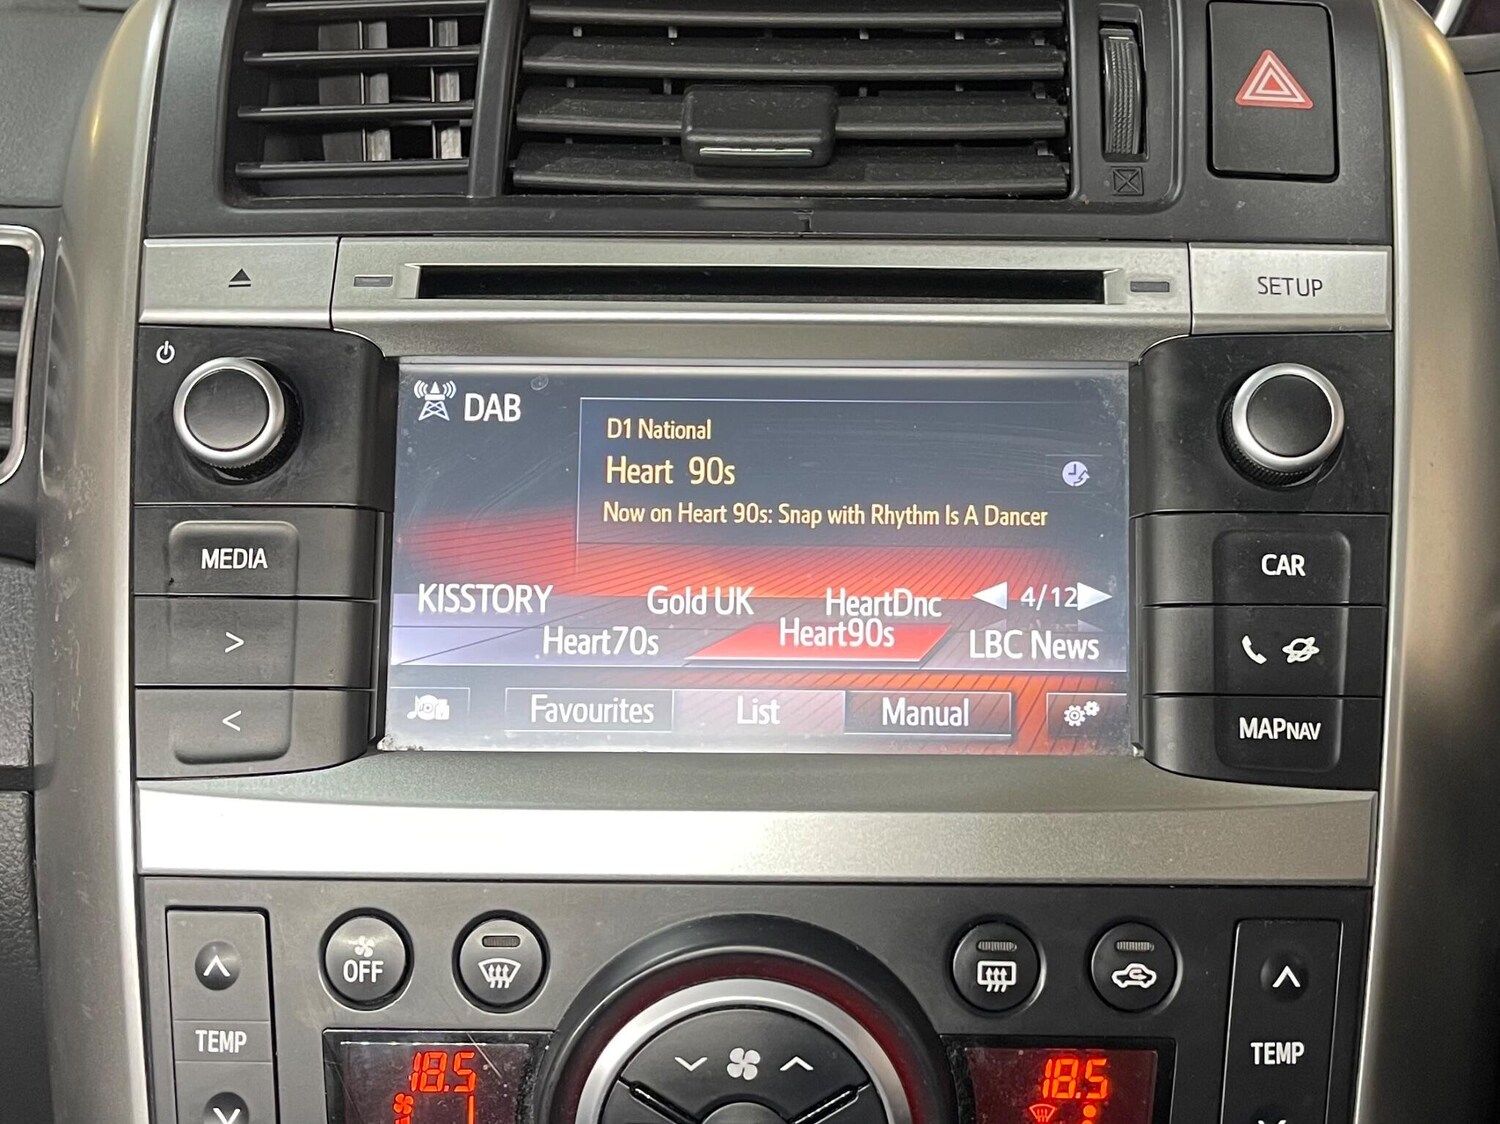 SETUP
DAB
D1 National
Heart 90s
Now on Heart 90s: Snap with Rhythm Is A Dancer
MEDIA
CAR
KISSTORY
Gold UK
HeartDnc
4/12
Heart70s
Heart90s
LBC News
>
<
MAPNAV
Favourites
List
Manual
OFF
TEMP
TEMP
18.5
18.5
1